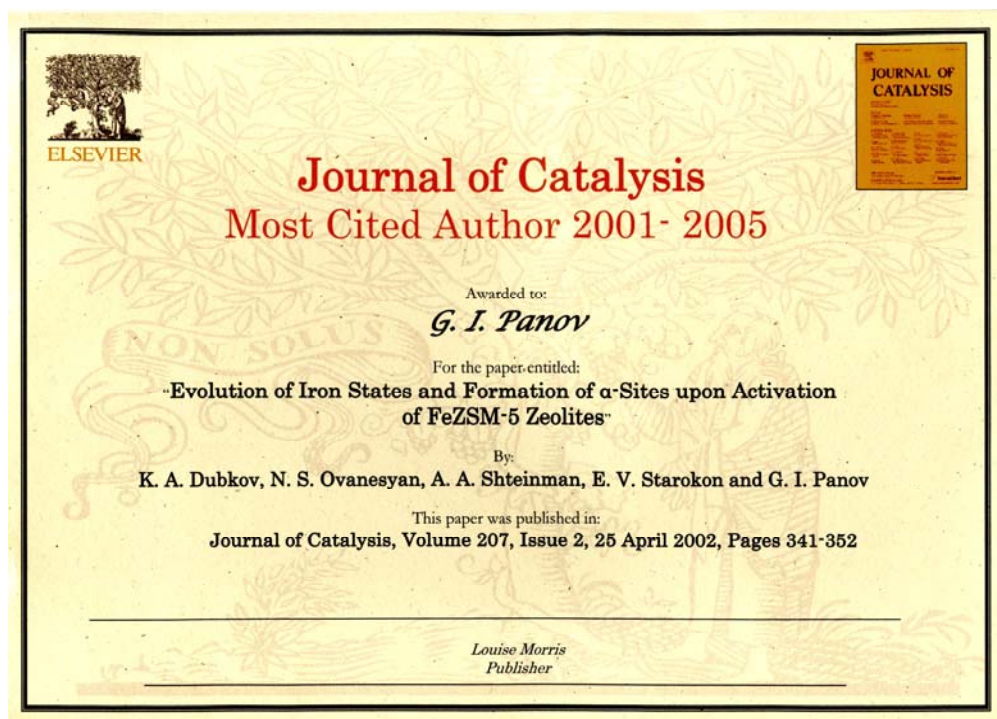 ELSEVIER
JOURNAL OF
CATALYSIS
Journal of Catalysis
Most Cited Author 2001- 2005
Awarded to:
G. I. Panov
NON SOLUS
For the paper entitled:
"Evolution of Iron States and Formation of α-Sites upon Activation
of FeZSM-5 Zeolites"
By:
K. A. Dubkov, N. S. Ovanesyan, A. A. Shteinman, E. V. Starokon and G. I. Panov
This paper was published in:
Journal of Catalysis, Volume 207, Issue 2, 25 April 2002, Pages 341-352
Louise Morris
Publisher